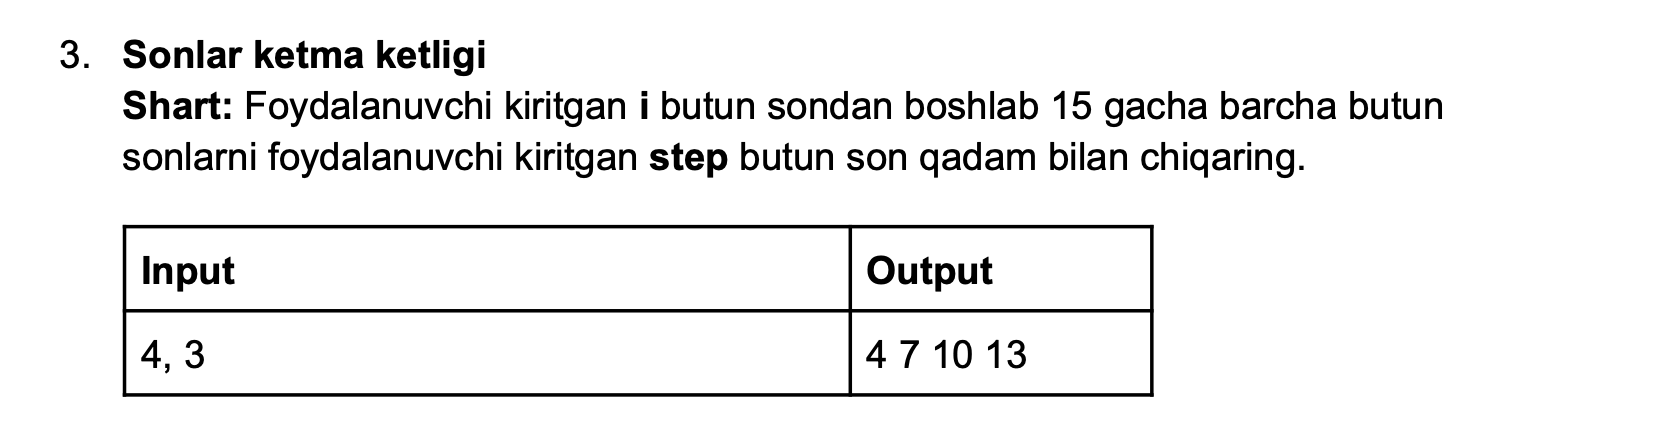 3. Sonlar ketma ketligi
Shart: Foydalanuvchi kiritgan i butun sondan boshlab 15 gacha barcha butun
sonlarni foydalanuvchi kiritgan step butun son qadam bilan chiqaring.
Input Output
4, 3 4 7 10 13